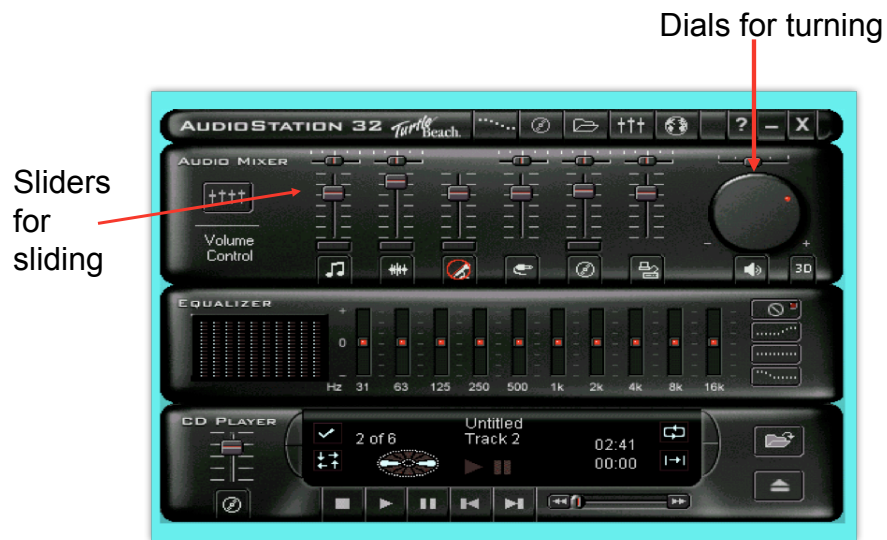 Dials for turning
AUDIOSTATION 32 Turtle Beach ? – X
AUDIO MIXER
Sliders
for
sliding
Volume
Control
– +
3D
EQUALIZER
+
0
–
Hz 31 63 125 250 500 1k 2k 4k 8k 16k
CD PLAYER
2 of 6
Untitled
Track 2
02:41
00:00